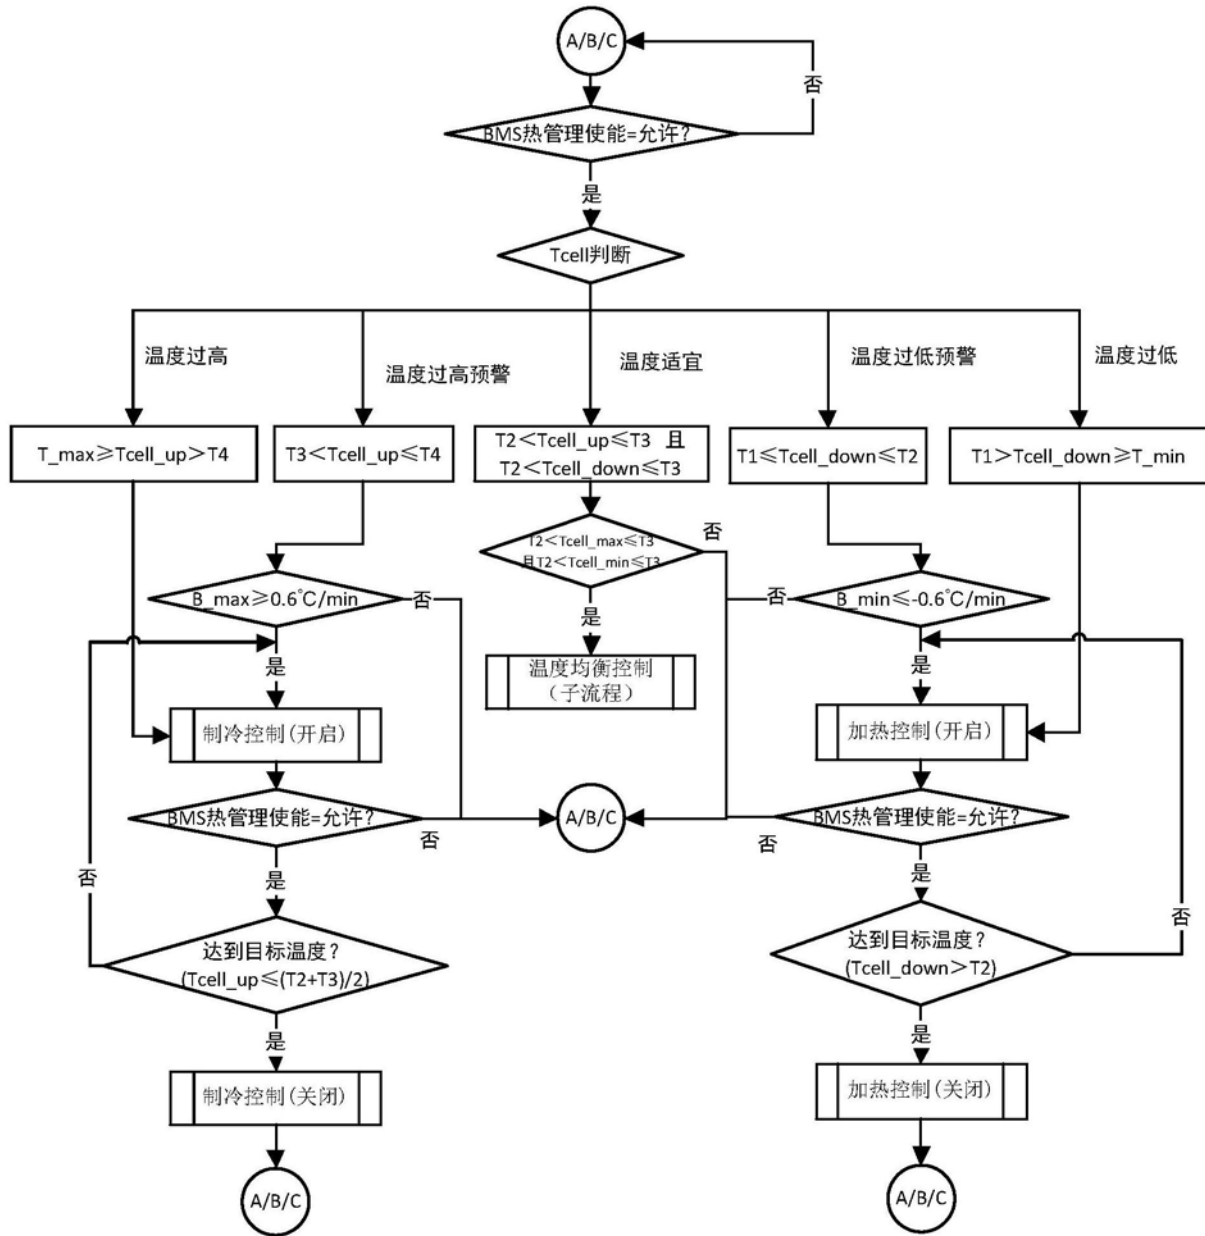 A/B/C
否
BMS热管理使能=允许?
是
Tcell判断
温度过高
温度过高预警
温度适宜
温度过低预警
温度过低
T_max≥Tcell_up>T4
T3<Tcell_up≤T4
T2<Tcell_up≤T3 且
T2<Tcell_down≤T3
T1≤Tcell_down≤T2
T1>Tcell_down≥T_min
T2<Tcell_max≤T3
且T2<Tcell_min≤T3
否
B_max≥0.6℃/min
否
否
B_min≤-0.6℃/min
是
是
是
温度均衡控制
(子流程)
制冷控制(开启)
加热控制(开启)
BMS热管理使能=允许?
否
A/B/C
否
BMS热管理使能=允许?
否
是
是
否
达到目标温度?
(Tcell_up≤(T2+T3)/2)
达到目标温度?
(Tcell_down>T2)
是
是
制冷控制(关闭)
加热控制(关闭)
A/B/C
A/B/C